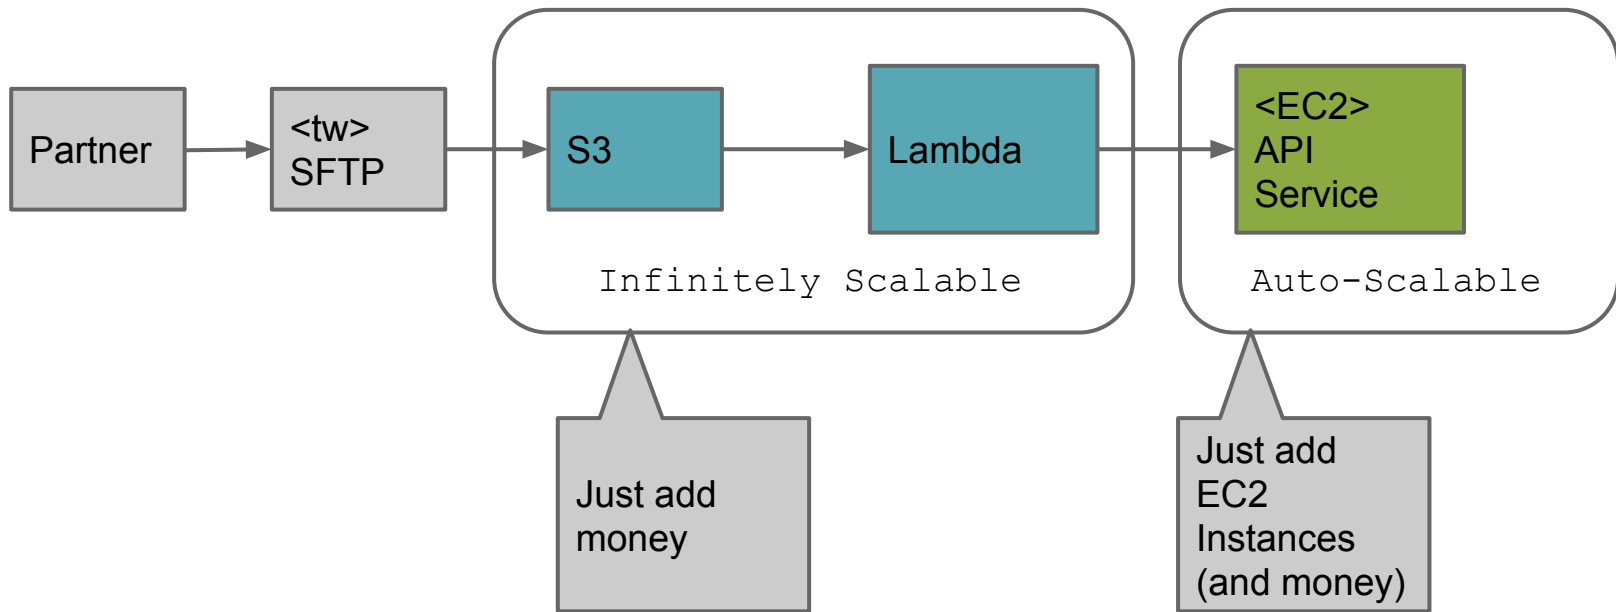 Partner
<tw>
SFTP
S3
Lambda
<EC2>
API
Service
Infinitely Scalable
Auto-Scalable
Just add
money
Just add
EC2
Instances
(and money)